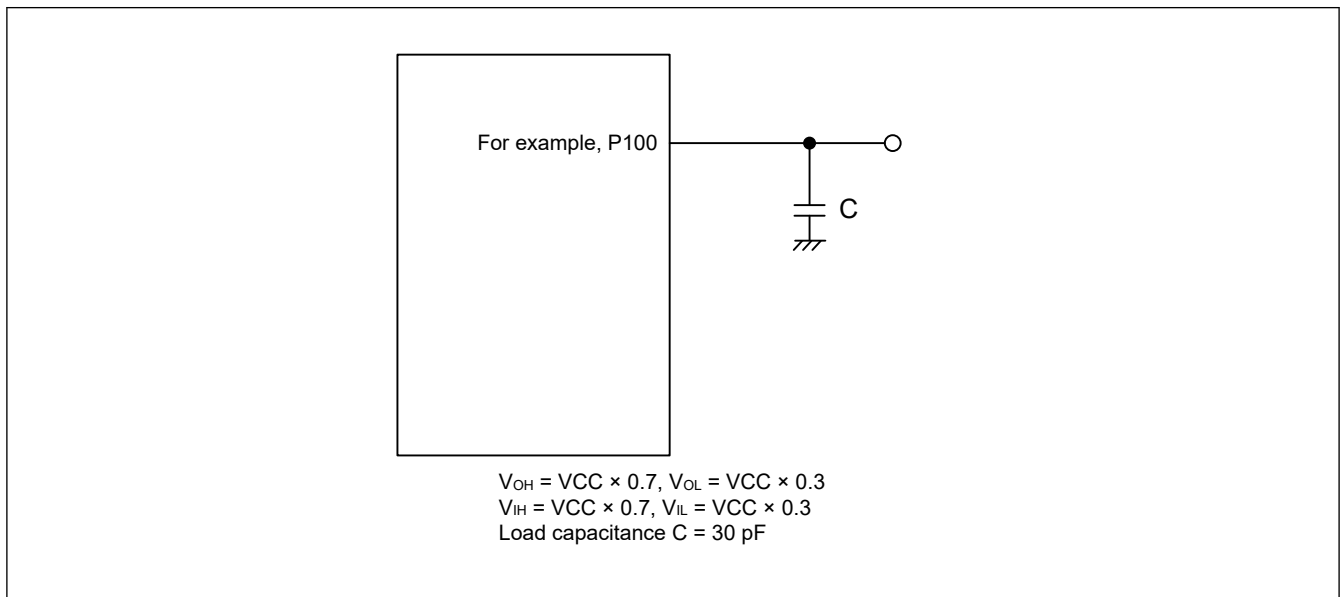 For example, P100
C
VOH = VCC × 0.7, VOL = VCC × 0.3
VIH = VCC × 0.7, VIL = VCC × 0.3
Load capacitance C = 30 pF